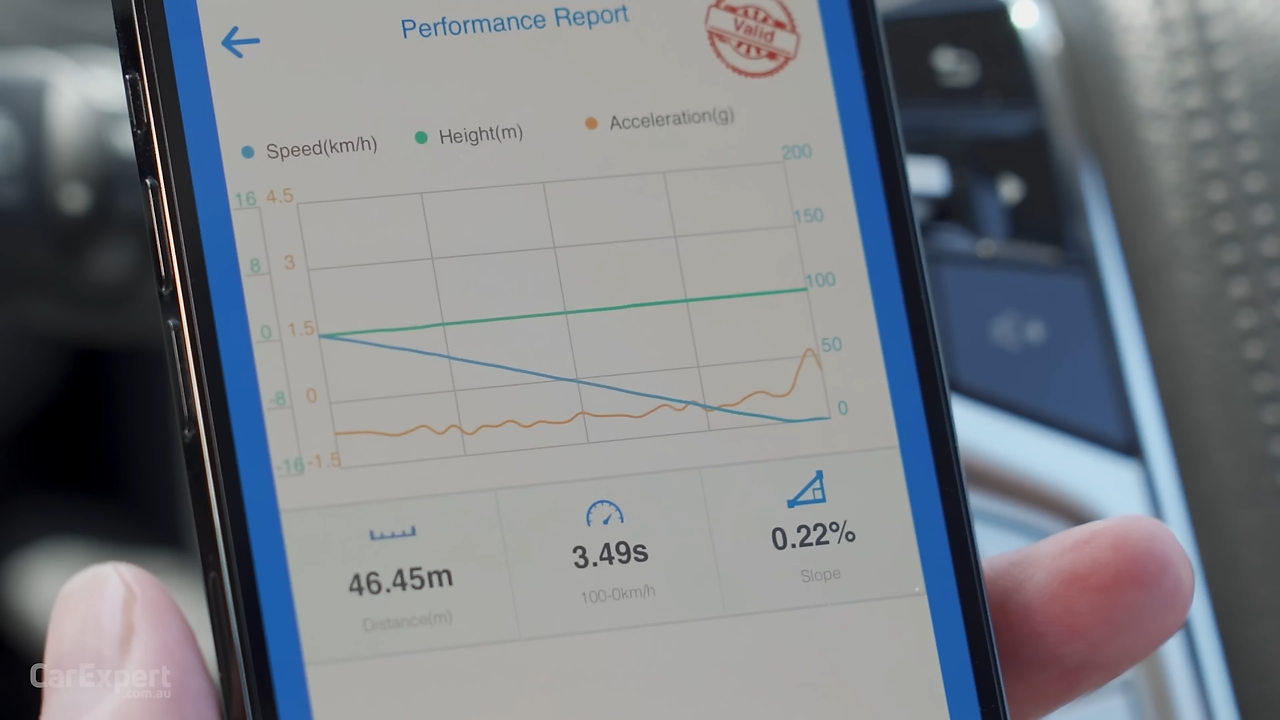 Performance Report
Valid
Speed(km/h) Height(m) Acceleration(g)
16 4.5 200
8 3 150
0 1.5 100
-8 0 50
-16 -1.5 0
46.45m 3.49s 0.22%
Distance(m) 100-0km/h Slope
CarExpert
.com.au